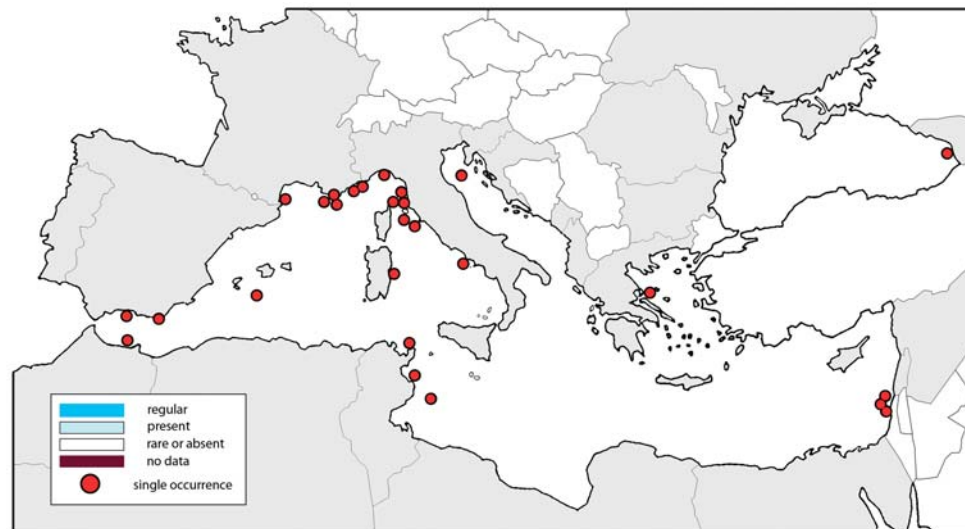 regular
present
rare or absent
no data
single occurrence